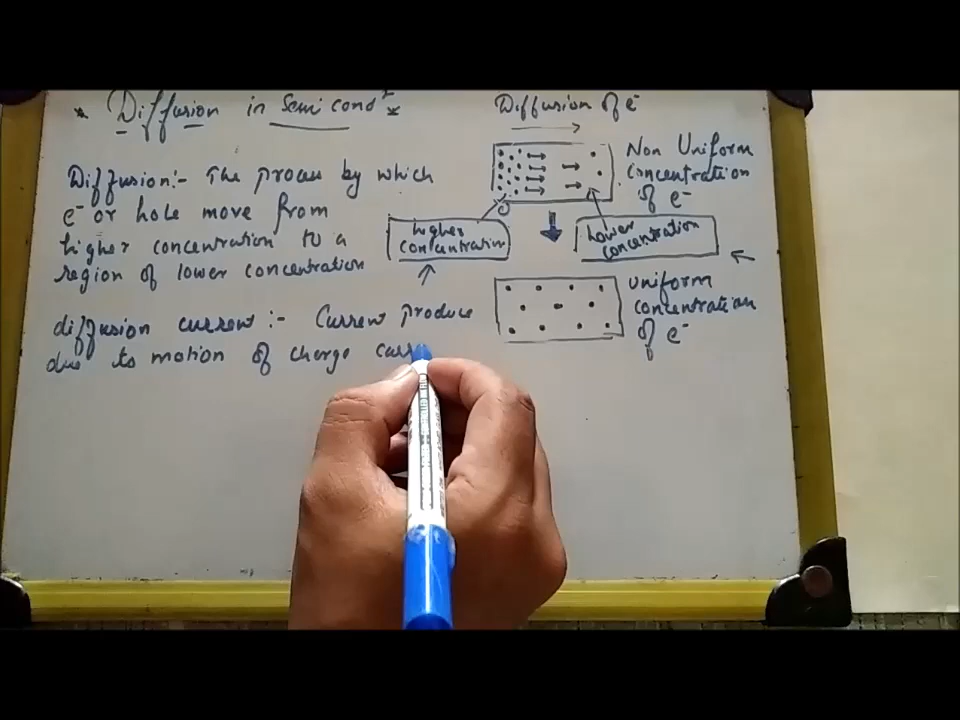 * Diffusion in Semicond^r *
Diffusion:- The process by which
e⁻ or hole move from
higher concentration to a
region of lower concentration
diffusion current:- Current produce
due to motion of charge carr
Diffusion of e⁻
Non Uniform
concentration
of e⁻
higher
concentration
Lower
concentration
uniform
concentration
of e⁻